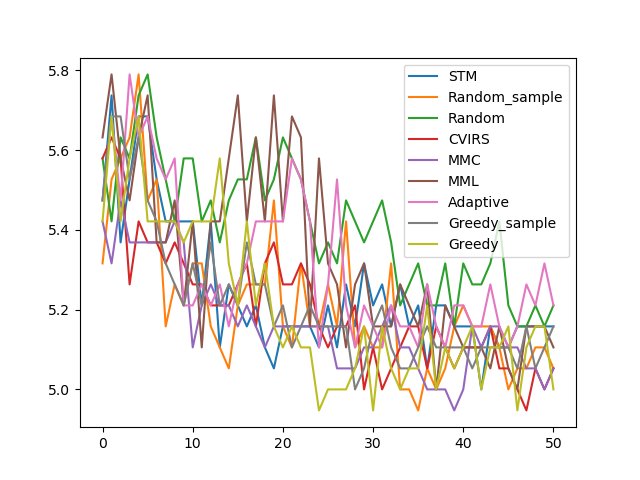 5.8
5.6
5.4
5.2
5.0
0
10
20
30
40
50
STM
Random_sample
Random
CVIRS
MMC
MML
Adaptive
Greedy_sample
Greedy